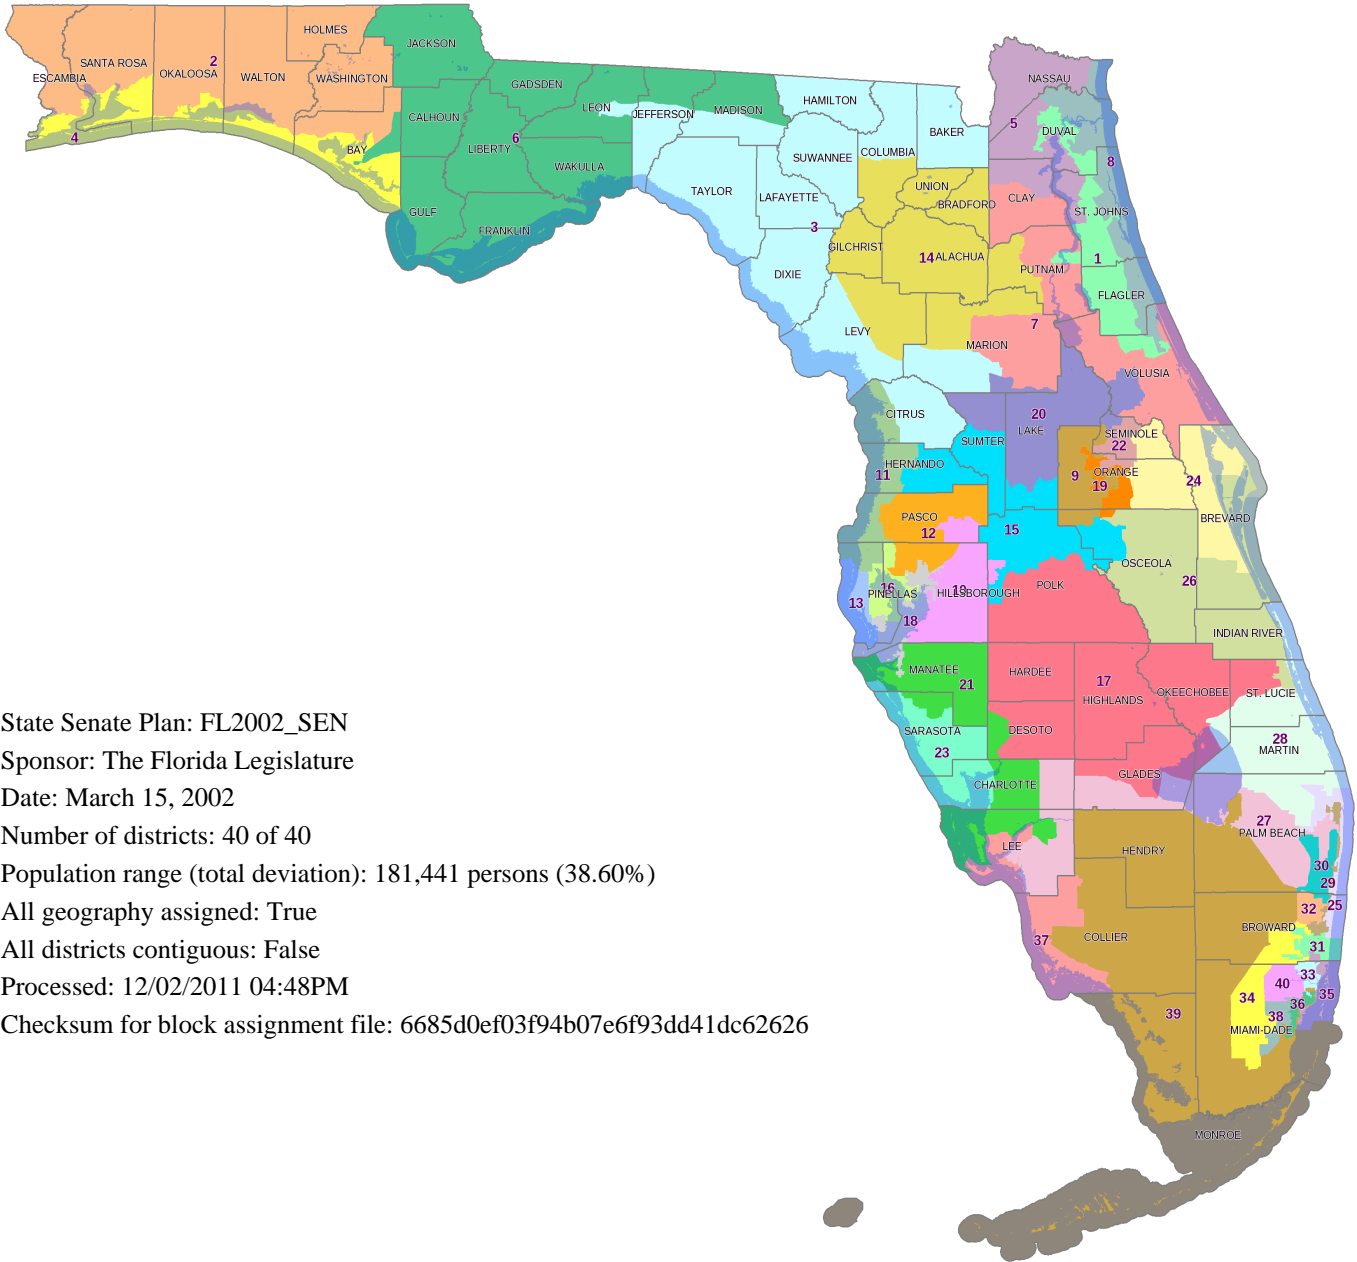 HOLMES
JACKSON
2
SANTA ROSA
OKALOOSA
WALTON
WASHINGTON
ESCAMBIA
4
BAY
GADSDEN
LEON
JEFFERSON
MADISON
HAMILTON
CALHOUN
6
LIBERTY
WAKULLA
GULF
FRANKLIN
BAKER
COLUMBIA
SUWANNEE
TAYLOR
LAFAYETTE
3
DIXIE
NASSAU
5
DUVAL
8
UNION
BRADFORD
CLAY
ST. JOHNS
GILCHRIST
14
ALACHUA
1
PUTNAM
FLAGLER
LEVY
7
MARION
VOLUSIA
CITRUS
20
LAKE
SUMTER
SEMINOLE
22
HERNANDO
11
9
ORANGE
19
24
PASCO
12
15
BREVARD
OSCEOLA
26
13
16
PINELLAS
HILLSBOROUGH
POLK
18
INDIAN RIVER
MANATEE
21
HARDEE
17
HIGHLANDS
OKEECHOBEE
ST. LUCIE
State Senate Plan: FL2002_SEN
SARASOTA
23
DESOTO
28
MARTIN
Sponsor: The Florida Legislature
CHARLOTTE
GLADES
Date: March 15, 2002
27
PALM BEACH
Number of districts: 40 of 40
LEE
HENDRY
30
29
Population range (total deviation): 181,441 persons (38.60%)
25
32
All geography assigned: True
BROWARD
31
37
COLLIER
All districts contiguous: False
33
40
34
36
35
Processed: 12/02/2011 04:48PM
39
38
MIAMI-DADE
Checksum for block assignment file: 6685d0ef03f94b07e6f93dd41dc62626
MONROE